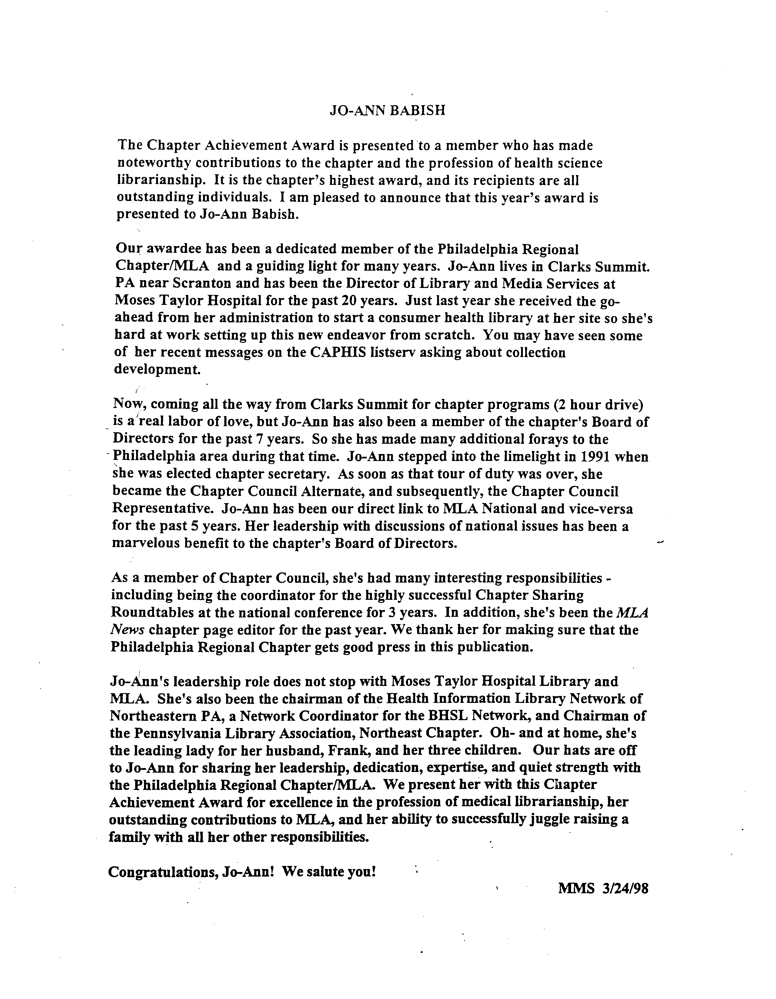 JO-ANN BABISH
The Chapter Achievement Award is presented to a member who has made
noteworthy contributions to the chapter and the profession of health science
librarianship. It is the chapter's highest award, and its recipients are all
outstanding individuals. I am pleased to announce that this year's award is
presented to Jo-Ann Babish.
Our awardee has been a dedicated member of the Philadelphia Regional
Chapter/MLA and a guiding light for many years. Jo-Ann lives in Clarks Summit.
PA near Scranton and has been the Director of Library and Media Services at
Moses Taylor Hospital for the past 20 years. Just last year she received the go-
ahead from her administration to start a consumer health library at her site so she's
hard at work setting up this new endeavor from scratch. You may have seen some
of her recent messages on the CAPHIS listserv asking about collection
development.
Now, coming all the way from Clarks Summit for chapter programs (2 hour drive)
is a real labor of love, but Jo-Ann has also been a member of the chapter's Board of
Directors for the past 7 years. So she has made many additional forays to the
Philadelphia area during that time. Jo-Ann stepped into the limelight in 1991 when
she was elected chapter secretary. As soon as that tour of duty was over, she
became the Chapter Council Alternate, and subsequently, the Chapter Council
Representative. Jo-Ann has been our direct link to MLA National and vice-versa
for the past 5 years. Her leadership with discussions of national issues has been a
marvelous benefit to the chapter's Board of Directors.
As a member of Chapter Council, she's had many interesting responsibilities -
including being the coordinator for the highly successful Chapter Sharing
Roundtables at the national conference for 3 years. In addition, she's been the MLA
News chapter page editor for the past year. We thank her for making sure that the
Philadelphia Regional Chapter gets good press in this publication.
Jo-Ann's leadership role does not stop with Moses Taylor Hospital Library and
MLA. She's also been the chairman of the Health Information Library Network of
Northeastern PA, a Network Coordinator for the BHSL Network, and Chairman of
the Pennsylvania Library Association, Northeast Chapter. Oh- and at home, she's
the leading lady for her husband, Frank, and her three children. Our hats are off
to Jo-Ann for sharing her leadership, dedication, expertise, and quiet strength with
the Philadelphia Regional Chapter/MLA. We present her with this Chapter
Achievement Award for excellence in the profession of medical librarianship, her
outstanding contributions to MLA, and her ability to successfully juggle raising a
family with all her other responsibilities.
Congratulations, Jo-Ann! We salute you!
MMS 3/24/98